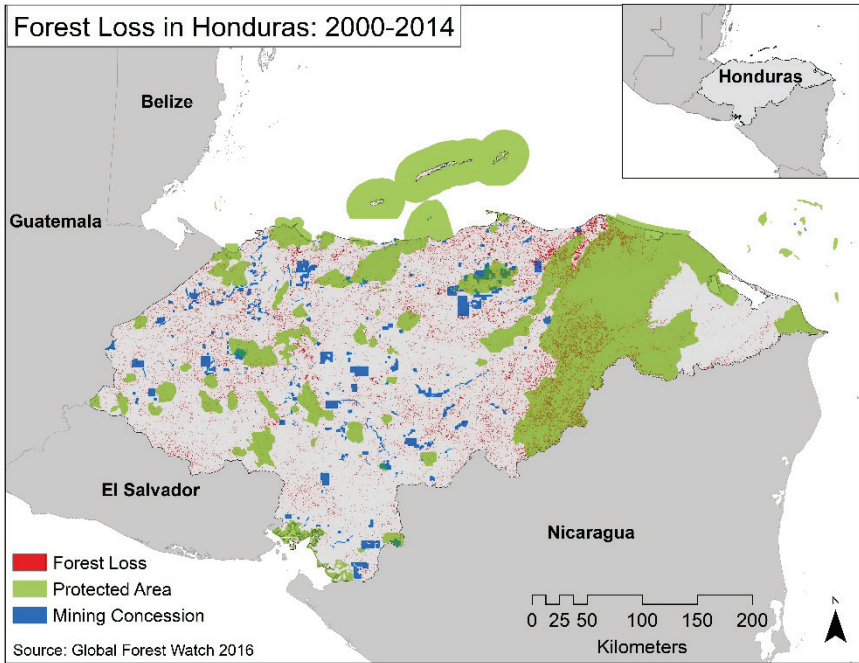 Forest Loss in Honduras: 2000-2014
Honduras
Belize
Guatemala
El Salvador
Nicaragua
Forest Loss
Protected Area
Mining Concession
0 25 50 100 150 200
Kilometers
N
Source: Global Forest Watch 2016